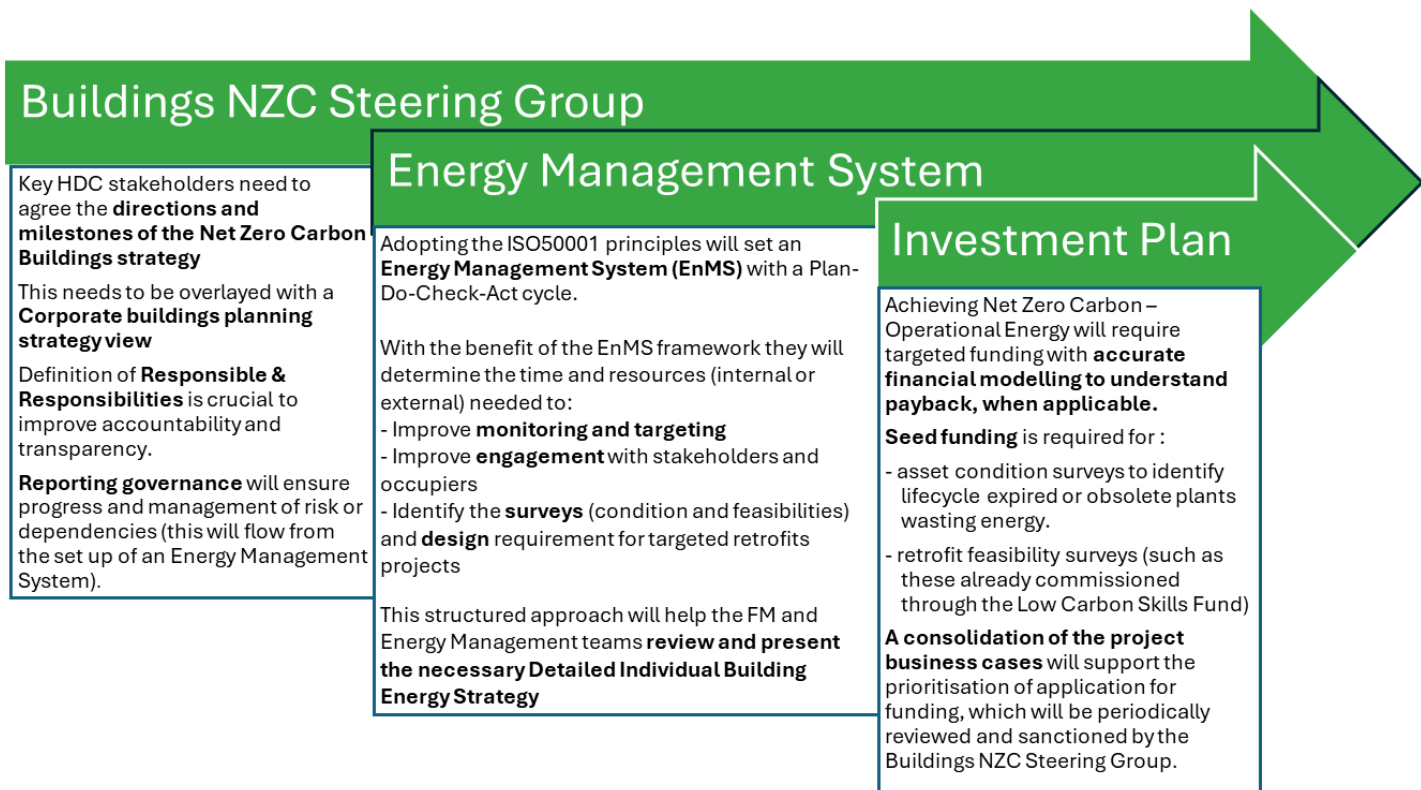 Buildings NZC Steering Group
Key HDC stakeholders need to
agree the directions and
milestones of the Net Zero Carbon
Buildings strategy
This needs to be overlayed with a
Corporate buildings planning
strategy view
Definition of Responsible &
Responsibilities is crucial to
improve accountability and
transparency.
Reporting governance will ensure
progress and management of risk or
dependencies (this will flow from
the set up of an Energy Management
System).
Energy Management System
Adopting the ISO50001 principles will set an
Energy Management System (EnMS) with a Plan-
Do-Check-Act cycle.
With the benefit of the EnMS framework they will
determine the time and resources (internal or
external) needed to:
- Improve monitoring and targeting
- Improve engagement with stakeholders and
occupiers
- Identify the surveys (condition and feasibilities)
and design requirement for targeted retrofits
projects
This structured approach will help the FM and
Energy Management teams review and present
the necessary Detailed Individual Building
Energy Strategy
Investment Plan
Achieving Net Zero Carbon –
Operational Energy will require
targeted funding with accurate
financial modelling to understand
payback, when applicable.
Seed funding is required for :
- asset condition surveys to identify
lifecycle expired or obsolete plants
wasting energy.
- retrofit feasibility surveys (such as
these already commissioned
through the Low Carbon Skills Fund)
A consolidation of the project
business cases will support the
prioritisation of application for
funding, which will be periodically
reviewed and sanctioned by the
Buildings NZC Steering Group.